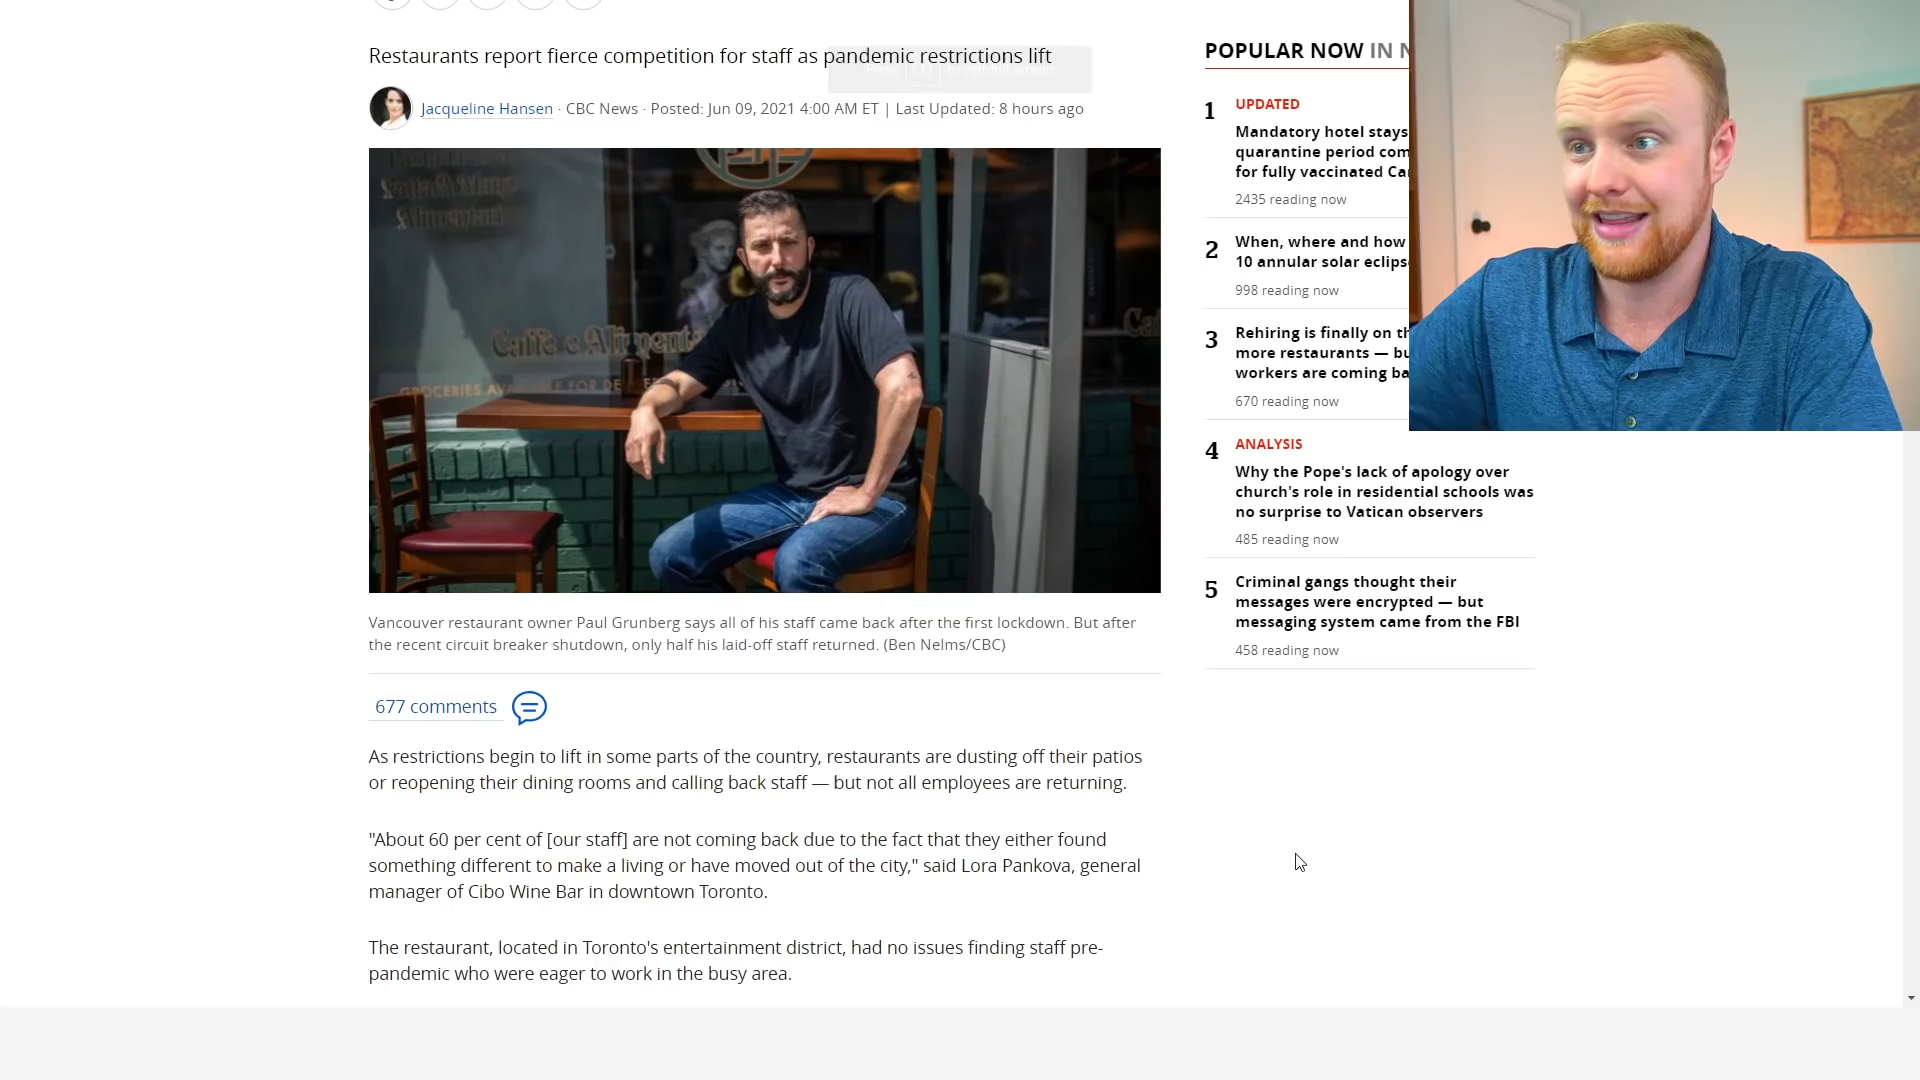 Restaurants report fierce competition for staff as pandemic restrictions lift
Jacqueline Hansen · CBC News · Posted: Jun 09, 2021 4:00 AM ET | Last Updated: 8 hours ago
Caffè e Alimenta
GROCERIES AVA LE FOR DE
Ca
Vancouver restaurant owner Paul Grunberg says all of his staff came back after the first lockdown. But after
the recent circuit breaker shutdown, only half his laid-off staff returned. (Ben Nelms/CBC)
677 comments
As restrictions begin to lift in some parts of the country, restaurants are dusting off their patios
or reopening their dining rooms and calling back staff — but not all employees are returning.
"About 60 per cent of [our staff] are not coming back due to the fact that they either found
something different to make a living or have moved out of the city," said Lora Pankova, general
manager of Cibo Wine Bar in downtown Toronto.
The restaurant, located in Toronto's entertainment district, had no issues finding staff pre-
pandemic who were eager to work in the busy area.
POPULAR NOW IN N
1 UPDATED
Mandatory hotel stays
quarantine period com
for fully vaccinated Ca
2435 reading now
2 When, where and how
10 annular solar eclips
998 reading now
3 Rehiring is finally on th
more restaurants — bu
workers are coming ba
670 reading now
4 ANALYSIS
Why the Pope's lack of apology over
church's role in residential schools was
no surprise to Vatican observers
485 reading now
5 Criminal gangs thought their
messages were encrypted — but
messaging system came from the FBI
458 reading now